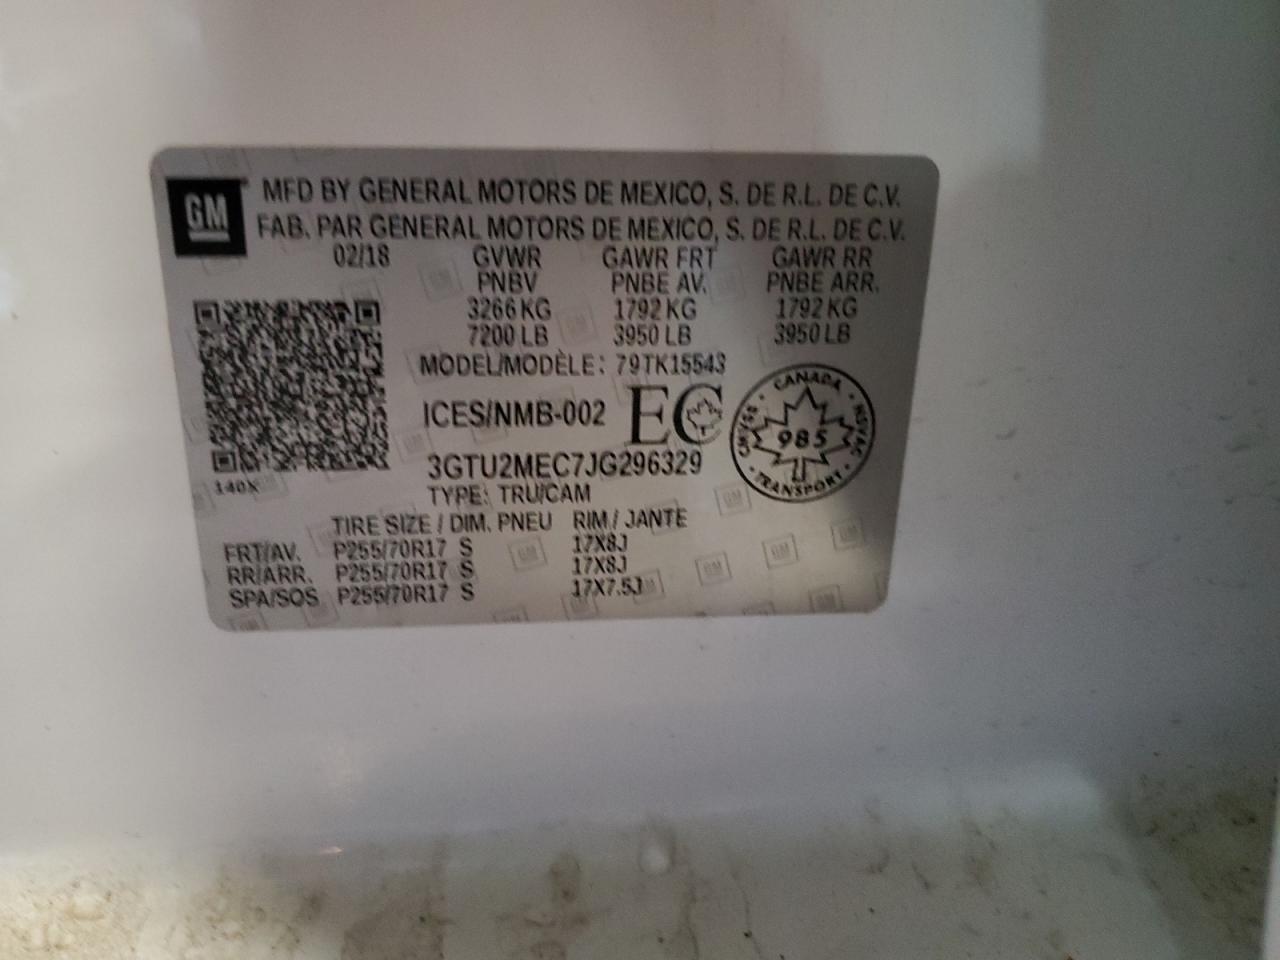 GM
MFD BY GENERAL MOTORS DE MEXICO, S. DE R.L. DE C.V.
FAB. PAR GENERAL MOTORS DE MEXICO, S. DE R.L. DE C.V.
02/18 GVWR GAWR FRT GAWR RR
PNBV PNBE AV. PNBE ARR.
3266 KG 1792 KG 1792 KG
7200 LB 3950 LB 3950 LB
MODEL/MODÈLE: 79TK15543
ICES/NMB-002 EC
CANADA
CMVSS 985 NSVAC
TRANSPORT
3GTU2MEC7JG296329
140X
TYPE: TRU/CAM
TIRE SIZE / DIM. PNEU RIM / JANTE
FRT/AV. P255/70R17 S 17X8J
RR/ARR. P255/70R17 S 17X8J
SPA/SOS P255/70R17 S 17X7.5J